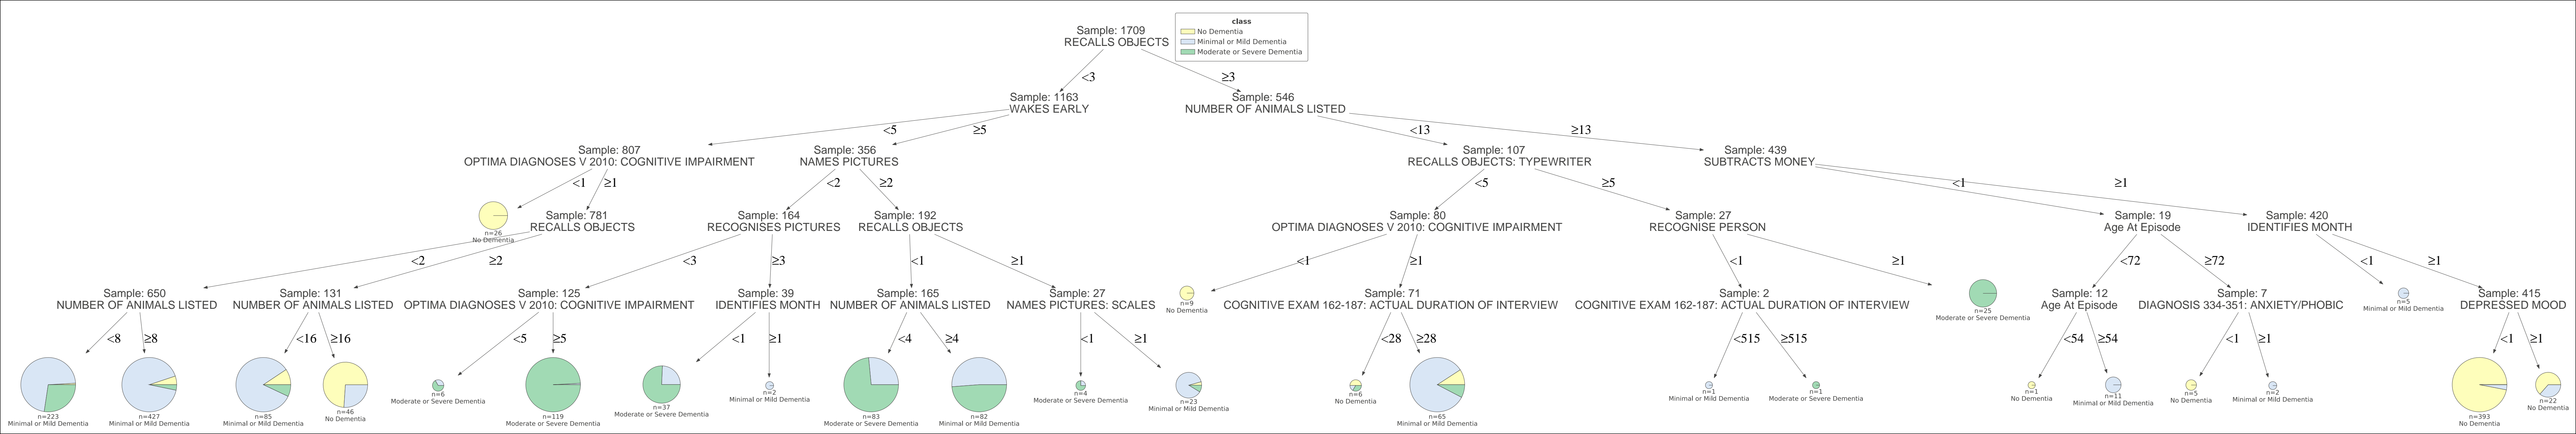 Sample: 1709
RECALLS OBJECTS
class
No Dementia
Minimal or Mild Dementia
Moderate or Severe Dementia
<3
≥3
Sample: 1163
WAKES EARLY
Sample: 546
NUMBER OF ANIMALS LISTED
<5
≥5
<13
≥13
Sample: 807
OPTIMA DIAGNOSES V 2010: COGNITIVE IMPAIRMENT
Sample: 356
NAMES PICTURES
Sample: 107
RECALLS OBJECTS: TYPEWRITER
Sample: 439
SUBTRACTS MONEY
<1
≥1
<2
≥2
<5
≥5
<1
≥1
n=26
No Dementia
Sample: 781
RECALLS OBJECTS
Sample: 164
RECOGNISES PICTURES
Sample: 192
RECALLS OBJECTS
Sample: 80
OPTIMA DIAGNOSES V 2010: COGNITIVE IMPAIRMENT
Sample: 27
RECOGNISE PERSON
Sample: 19
Age At Episode
Sample: 420
IDENTIFIES MONTH
<2
≥2
<3
≥3
<1
≥1
<1
≥1
<1
≥1
<72
≥72
<1
≥1
Sample: 650
NUMBER OF ANIMALS LISTED
Sample: 131
NUMBER OF ANIMALS LISTED
Sample: 125
OPTIMA DIAGNOSES V 2010: COGNITIVE IMPAIRMENT
Sample: 39
IDENTIFIES MONTH
Sample: 165
NUMBER OF ANIMALS LISTED
Sample: 27
NAMES PICTURES: SCALES
n=9
No Dementia
Sample: 71
COGNITIVE EXAM 162-187: ACTUAL DURATION OF INTERVIEW
Sample: 2
COGNITIVE EXAM 162-187: ACTUAL DURATION OF INTERVIEW
n=25
Moderate or Severe Dementia
Sample: 12
Age At Episode
Sample: 7
DIAGNOSIS 334-351: ANXIETY/PHOBIC
n=5
Minimal or Mild Dementia
Sample: 415
DEPRESSED MOOD
<8
≥8
<16
≥16
<5
≥5
<1
≥1
<4
≥4
<1
≥1
<28
≥28
<515
≥515
<54
≥54
<1
≥1
<1
≥1
n=223
Minimal or Mild Dementia
n=427
Minimal or Mild Dementia
n=85
Minimal or Mild Dementia
n=46
No Dementia
n=6
Moderate or Severe Dementia
n=119
Moderate or Severe Dementia
n=37
Moderate or Severe Dementia
n=2
Minimal or Mild Dementia
n=83
Moderate or Severe Dementia
n=82
Minimal or Mild Dementia
n=4
Moderate or Severe Dementia
n=23
Minimal or Mild Dementia
n=6
No Dementia
n=65
Minimal or Mild Dementia
n=1
Minimal or Mild Dementia
n=1
Moderate or Severe Dementia
n=1
No Dementia
n=11
Minimal or Mild Dementia
n=5
No Dementia
n=2
Minimal or Mild Dementia
n=393
No Dementia
n=22
No Dementia